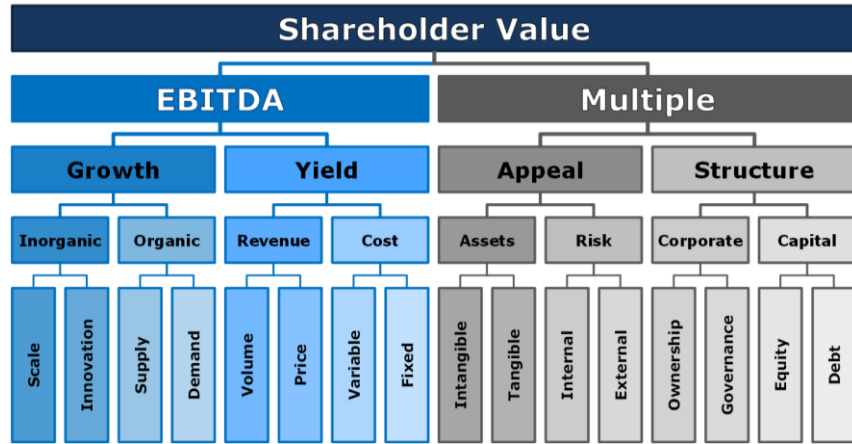 Shareholder Value
EBITDA
Multiple
Growth
Yield
Appeal
Structure
Inorganic
Organic
Revenue
Cost
Assets
Risk
Corporate
Capital
Scale
Innovation
Supply
Demand
Volume
Price
Variable
Fixed
Intangible
Tangible
Internal
External
Ownership
Governance
Equity
Debt